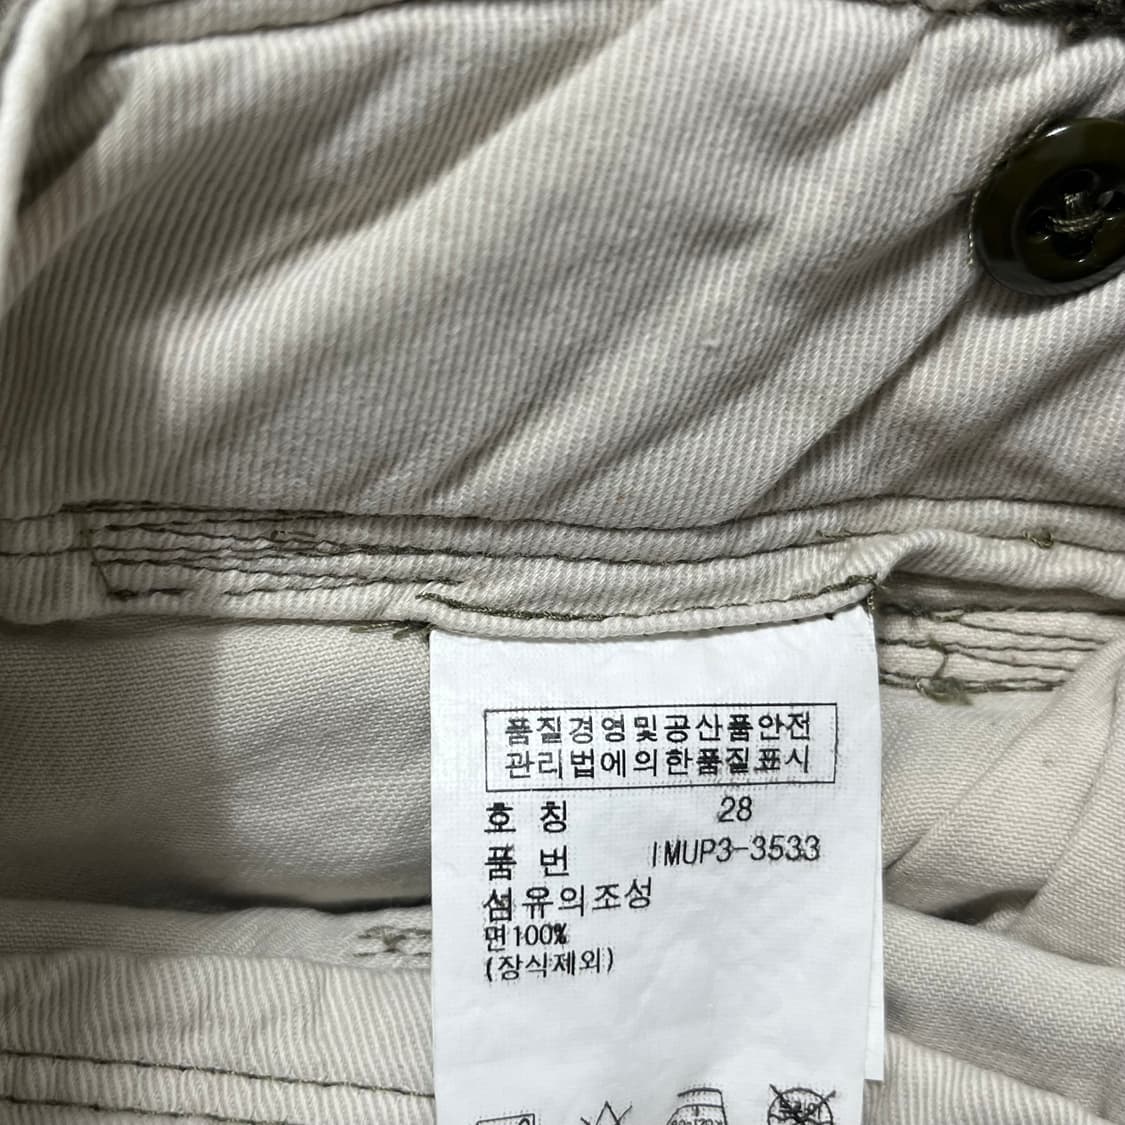 품질경영및공산품안전
관리법에의한품질표시
호 칭 28
품 번 IMUP3-3533
섬유의조성
면100%
(장식제외)